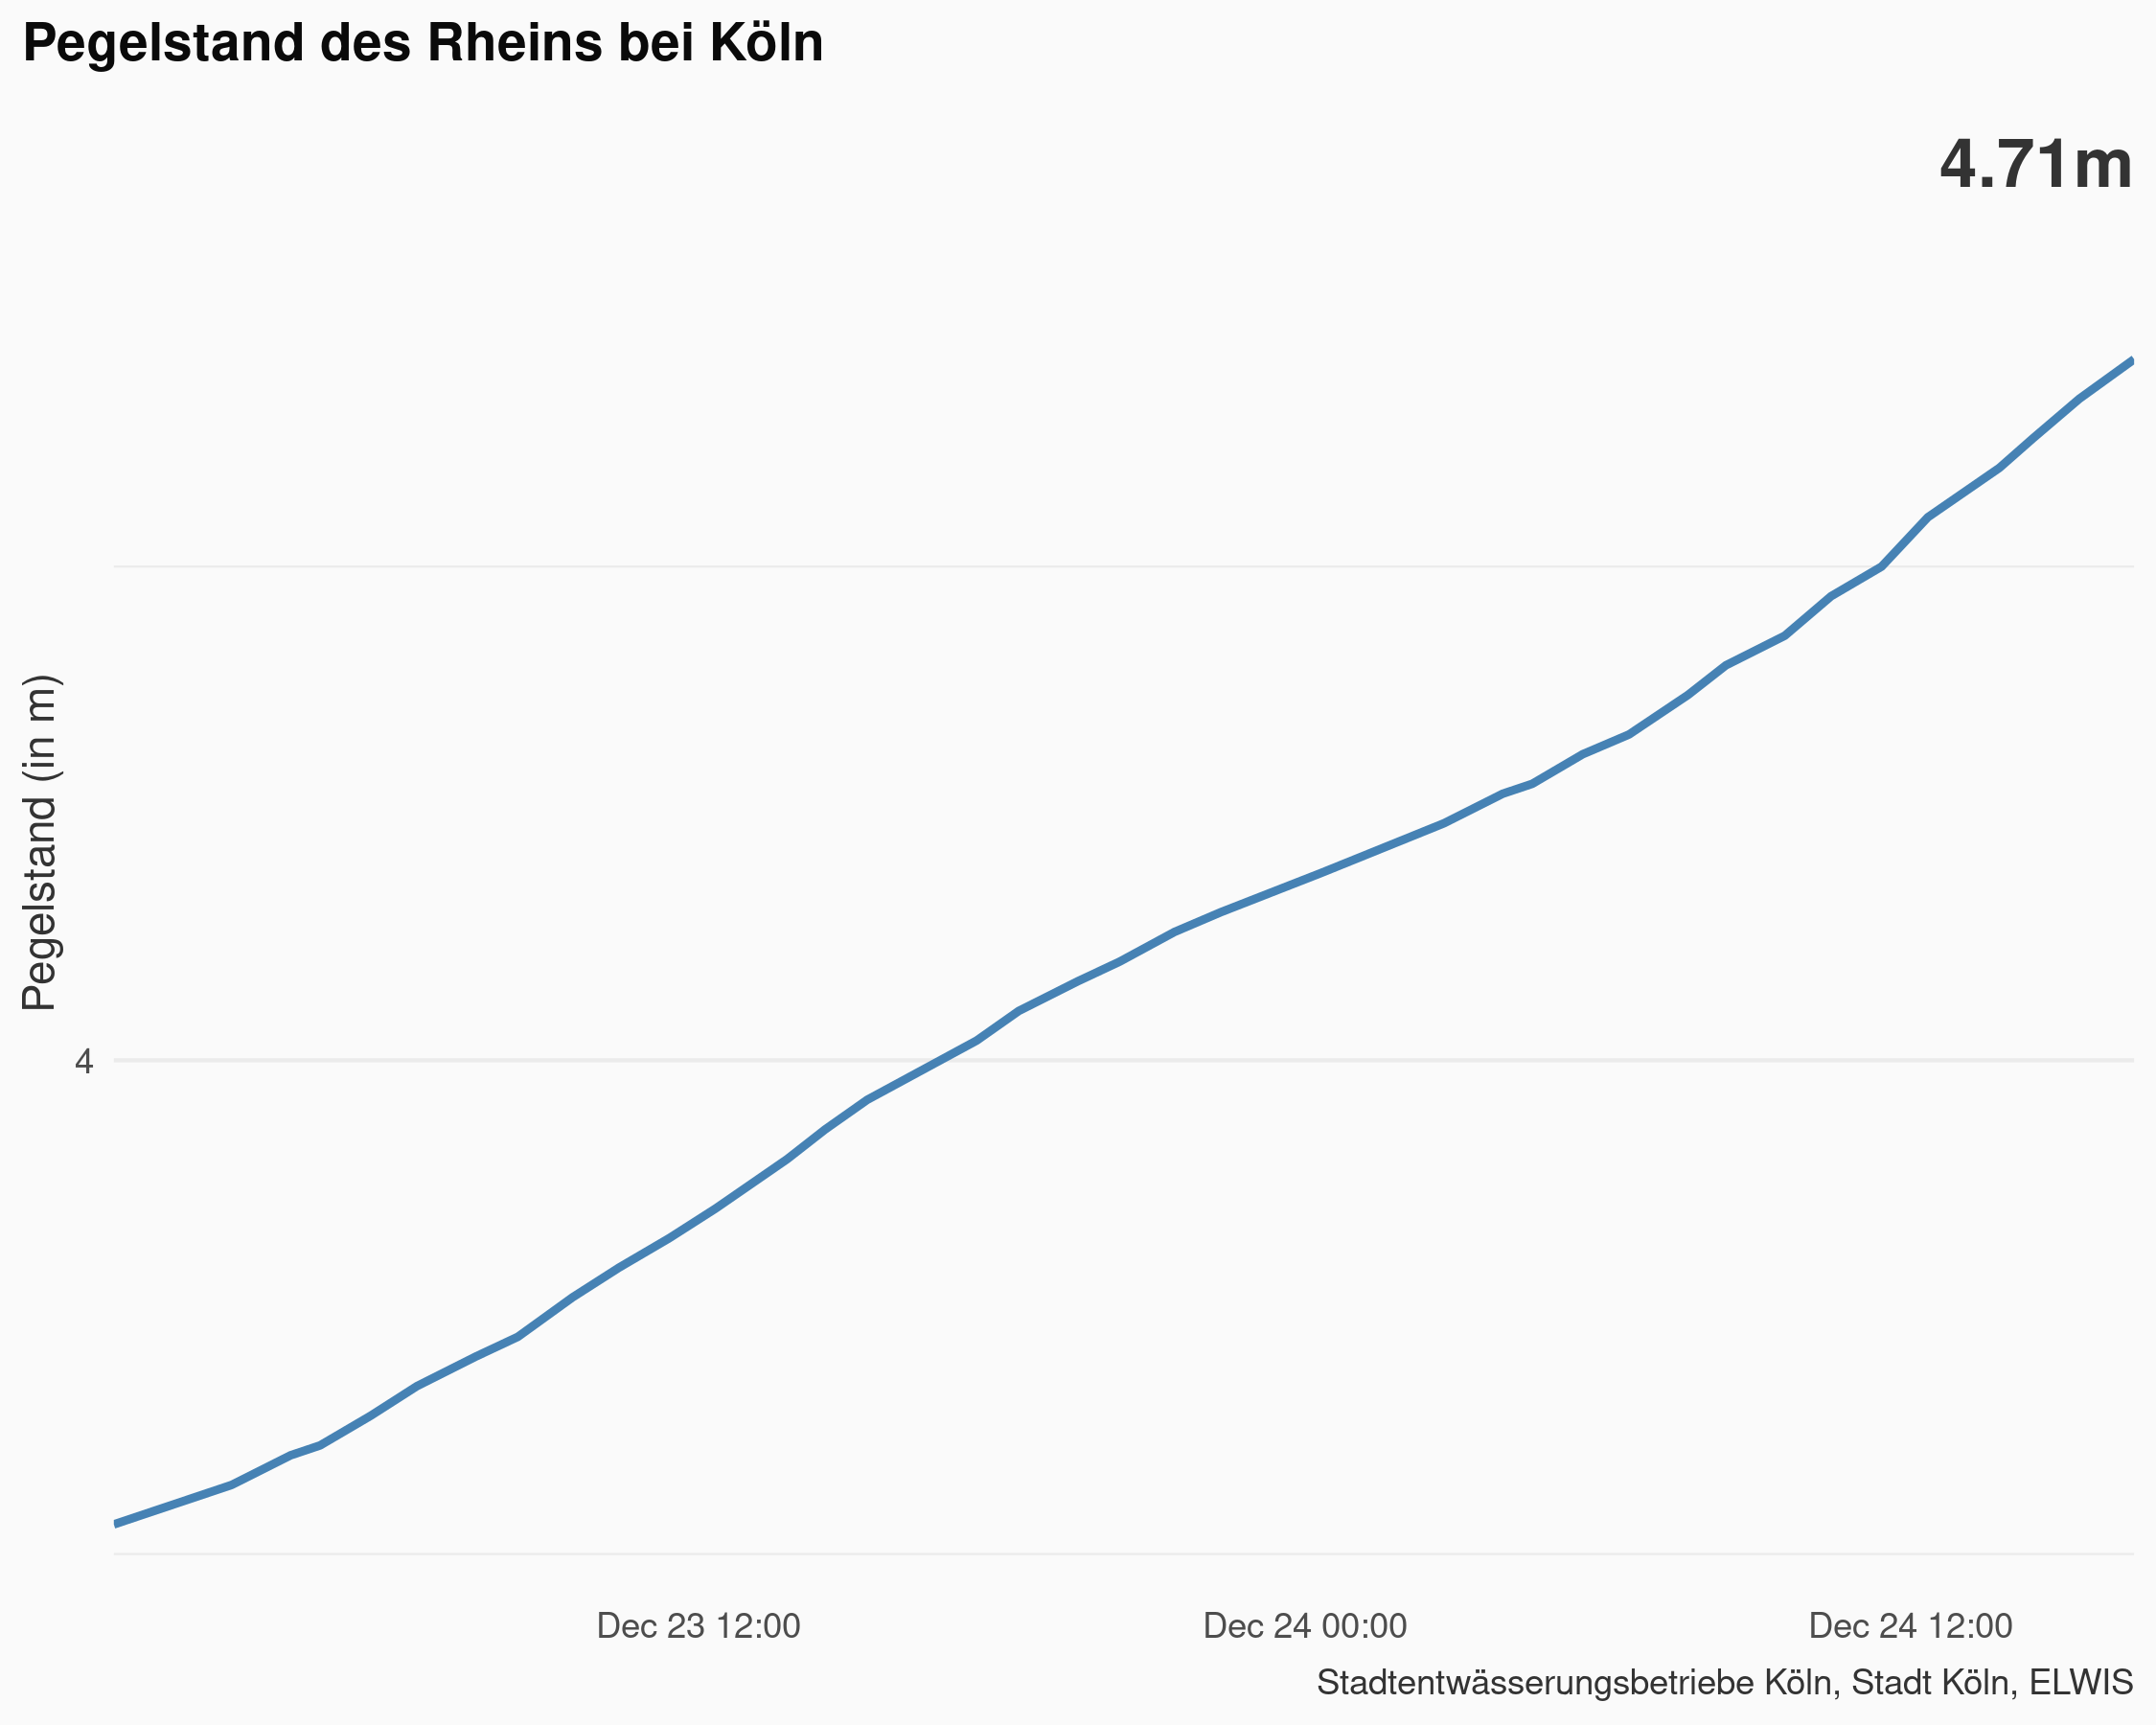 Pegelstand des Rheins bei Köln
4.71m
Pegelstand (in m)
4
Dec 23 12:00
Dec 24 00:00
Dec 24 12:00
Stadtentwässerungsbetriebe Köln, Stadt Köln, ELWIS